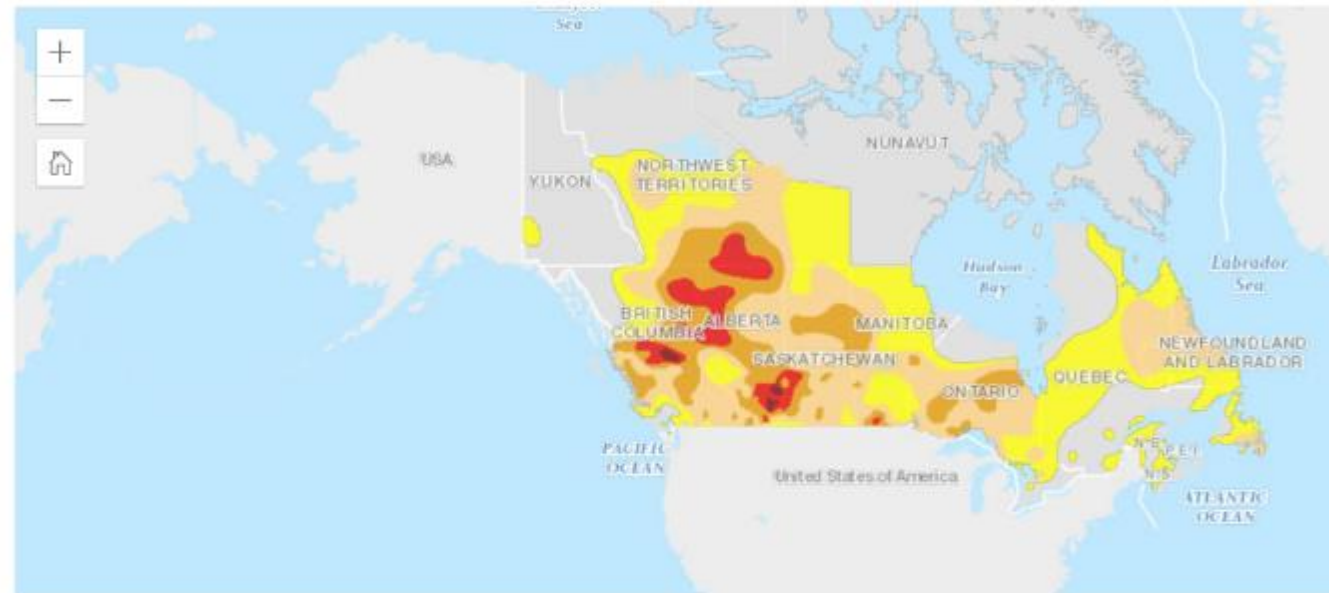 Sea
+
−
NUNAVUT
USA
YUKON
NORTHWEST
TERRITORIES
Hudson
Bay
Labrador
Sea
BRITISH
COLUMBIA
ALBERTA
MANITOBA
SASKATCHEWAN
NEWFOUNDLAND
AND LABRADOR
QUEBEC
ONTARIO
N.B.
P.E.I.
N.S.
PACIFIC
OCEAN
United States of America
ATLANTIC
OCEAN